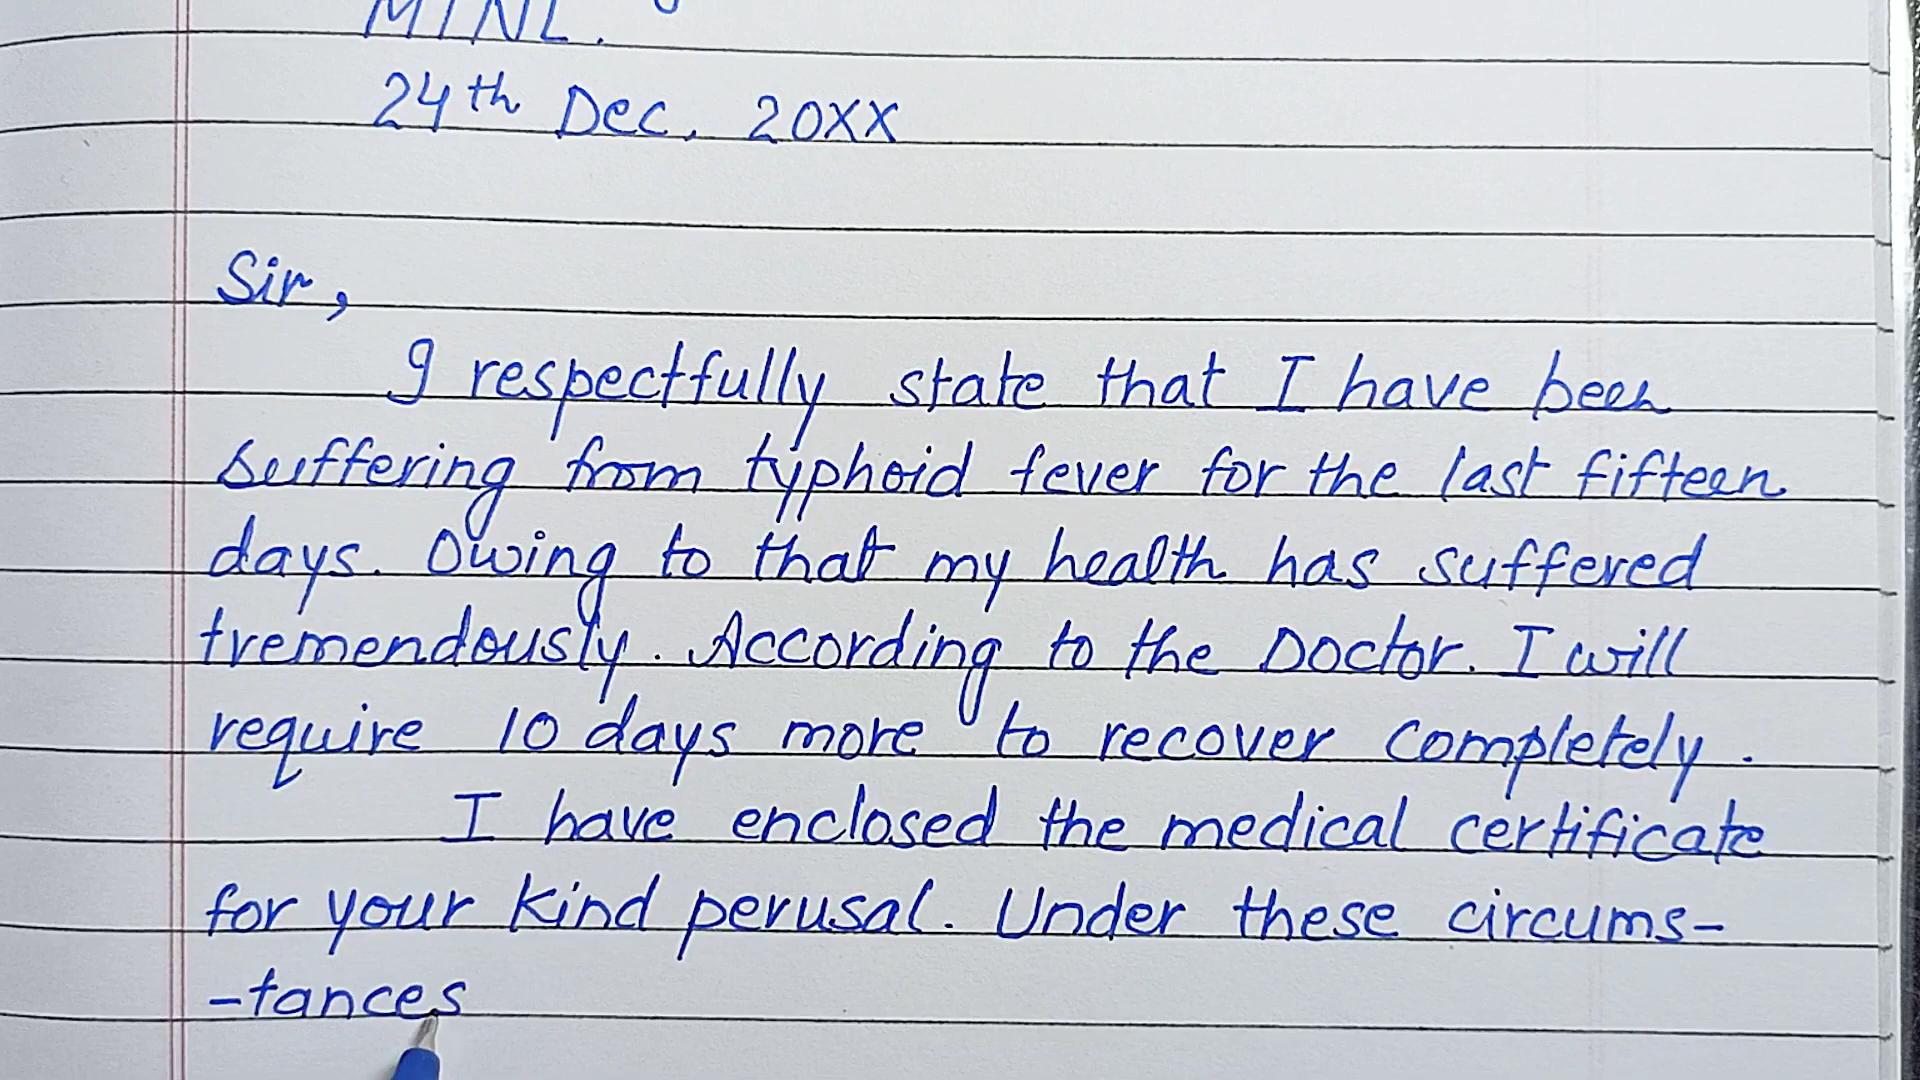 MTNL.
24th Dec. 20XX
Sir,
I respectfully state that I have been
suffering from typhoid fever for the last fifteen
days. Owing to that my health has suffered
tremendously. According to the Doctor. I will
require 10 days more to recover completely.
I have enclosed the medical certificate
for your kind perusal. Under these circums-
-tances